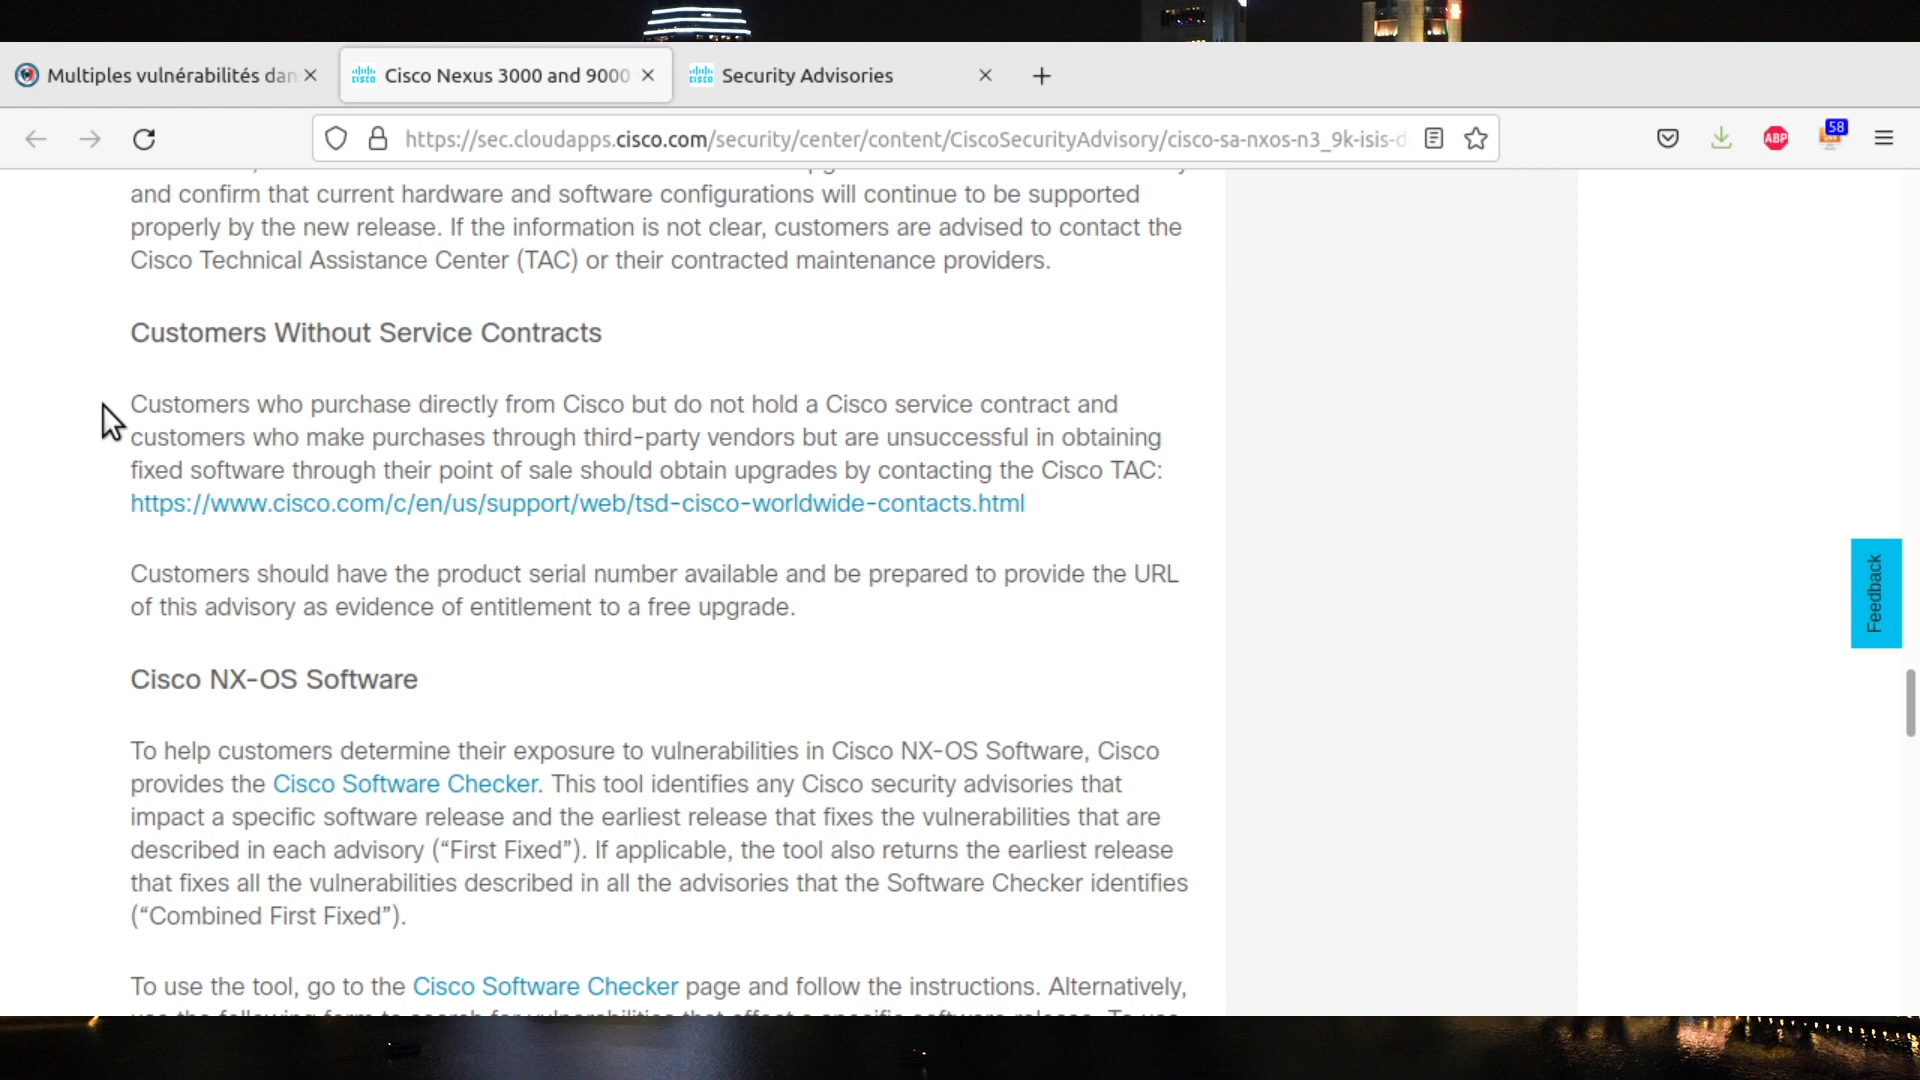 Multiples vulnérabilités dan
Cisco Nexus 3000 and 9000
Security Advisories
https://sec.cloudapps.cisco.com/security/center/content/CiscoSecurityAdvisory/cisco-sa-nxos-n3_9k-isis-d
ABP
58
and confirm that current hardware and software configurations will continue to be supported
properly by the new release. If the information is not clear, customers are advised to contact the
Cisco Technical Assistance Center (TAC) or their contracted maintenance providers.
Customers Without Service Contracts
Customers who purchase directly from Cisco but do not hold a Cisco service contract and
customers who make purchases through third-party vendors but are unsuccessful in obtaining
fixed software through their point of sale should obtain upgrades by contacting the Cisco TAC:
https://www.cisco.com/c/en/us/support/web/tsd-cisco-worldwide-contacts.html
Customers should have the product serial number available and be prepared to provide the URL
of this advisory as evidence of entitlement to a free upgrade.
Feedback
Cisco NX-OS Software
To help customers determine their exposure to vulnerabilities in Cisco NX-OS Software, Cisco
provides the Cisco Software Checker. This tool identifies any Cisco security advisories that
impact a specific software release and the earliest release that fixes the vulnerabilities that are
described in each advisory (“First Fixed”). If applicable, the tool also returns the earliest release
that fixes all the vulnerabilities described in all the advisories that the Software Checker identifies
(“Combined First Fixed”).
To use the tool, go to the Cisco Software Checker page and follow the instructions. Alternatively,